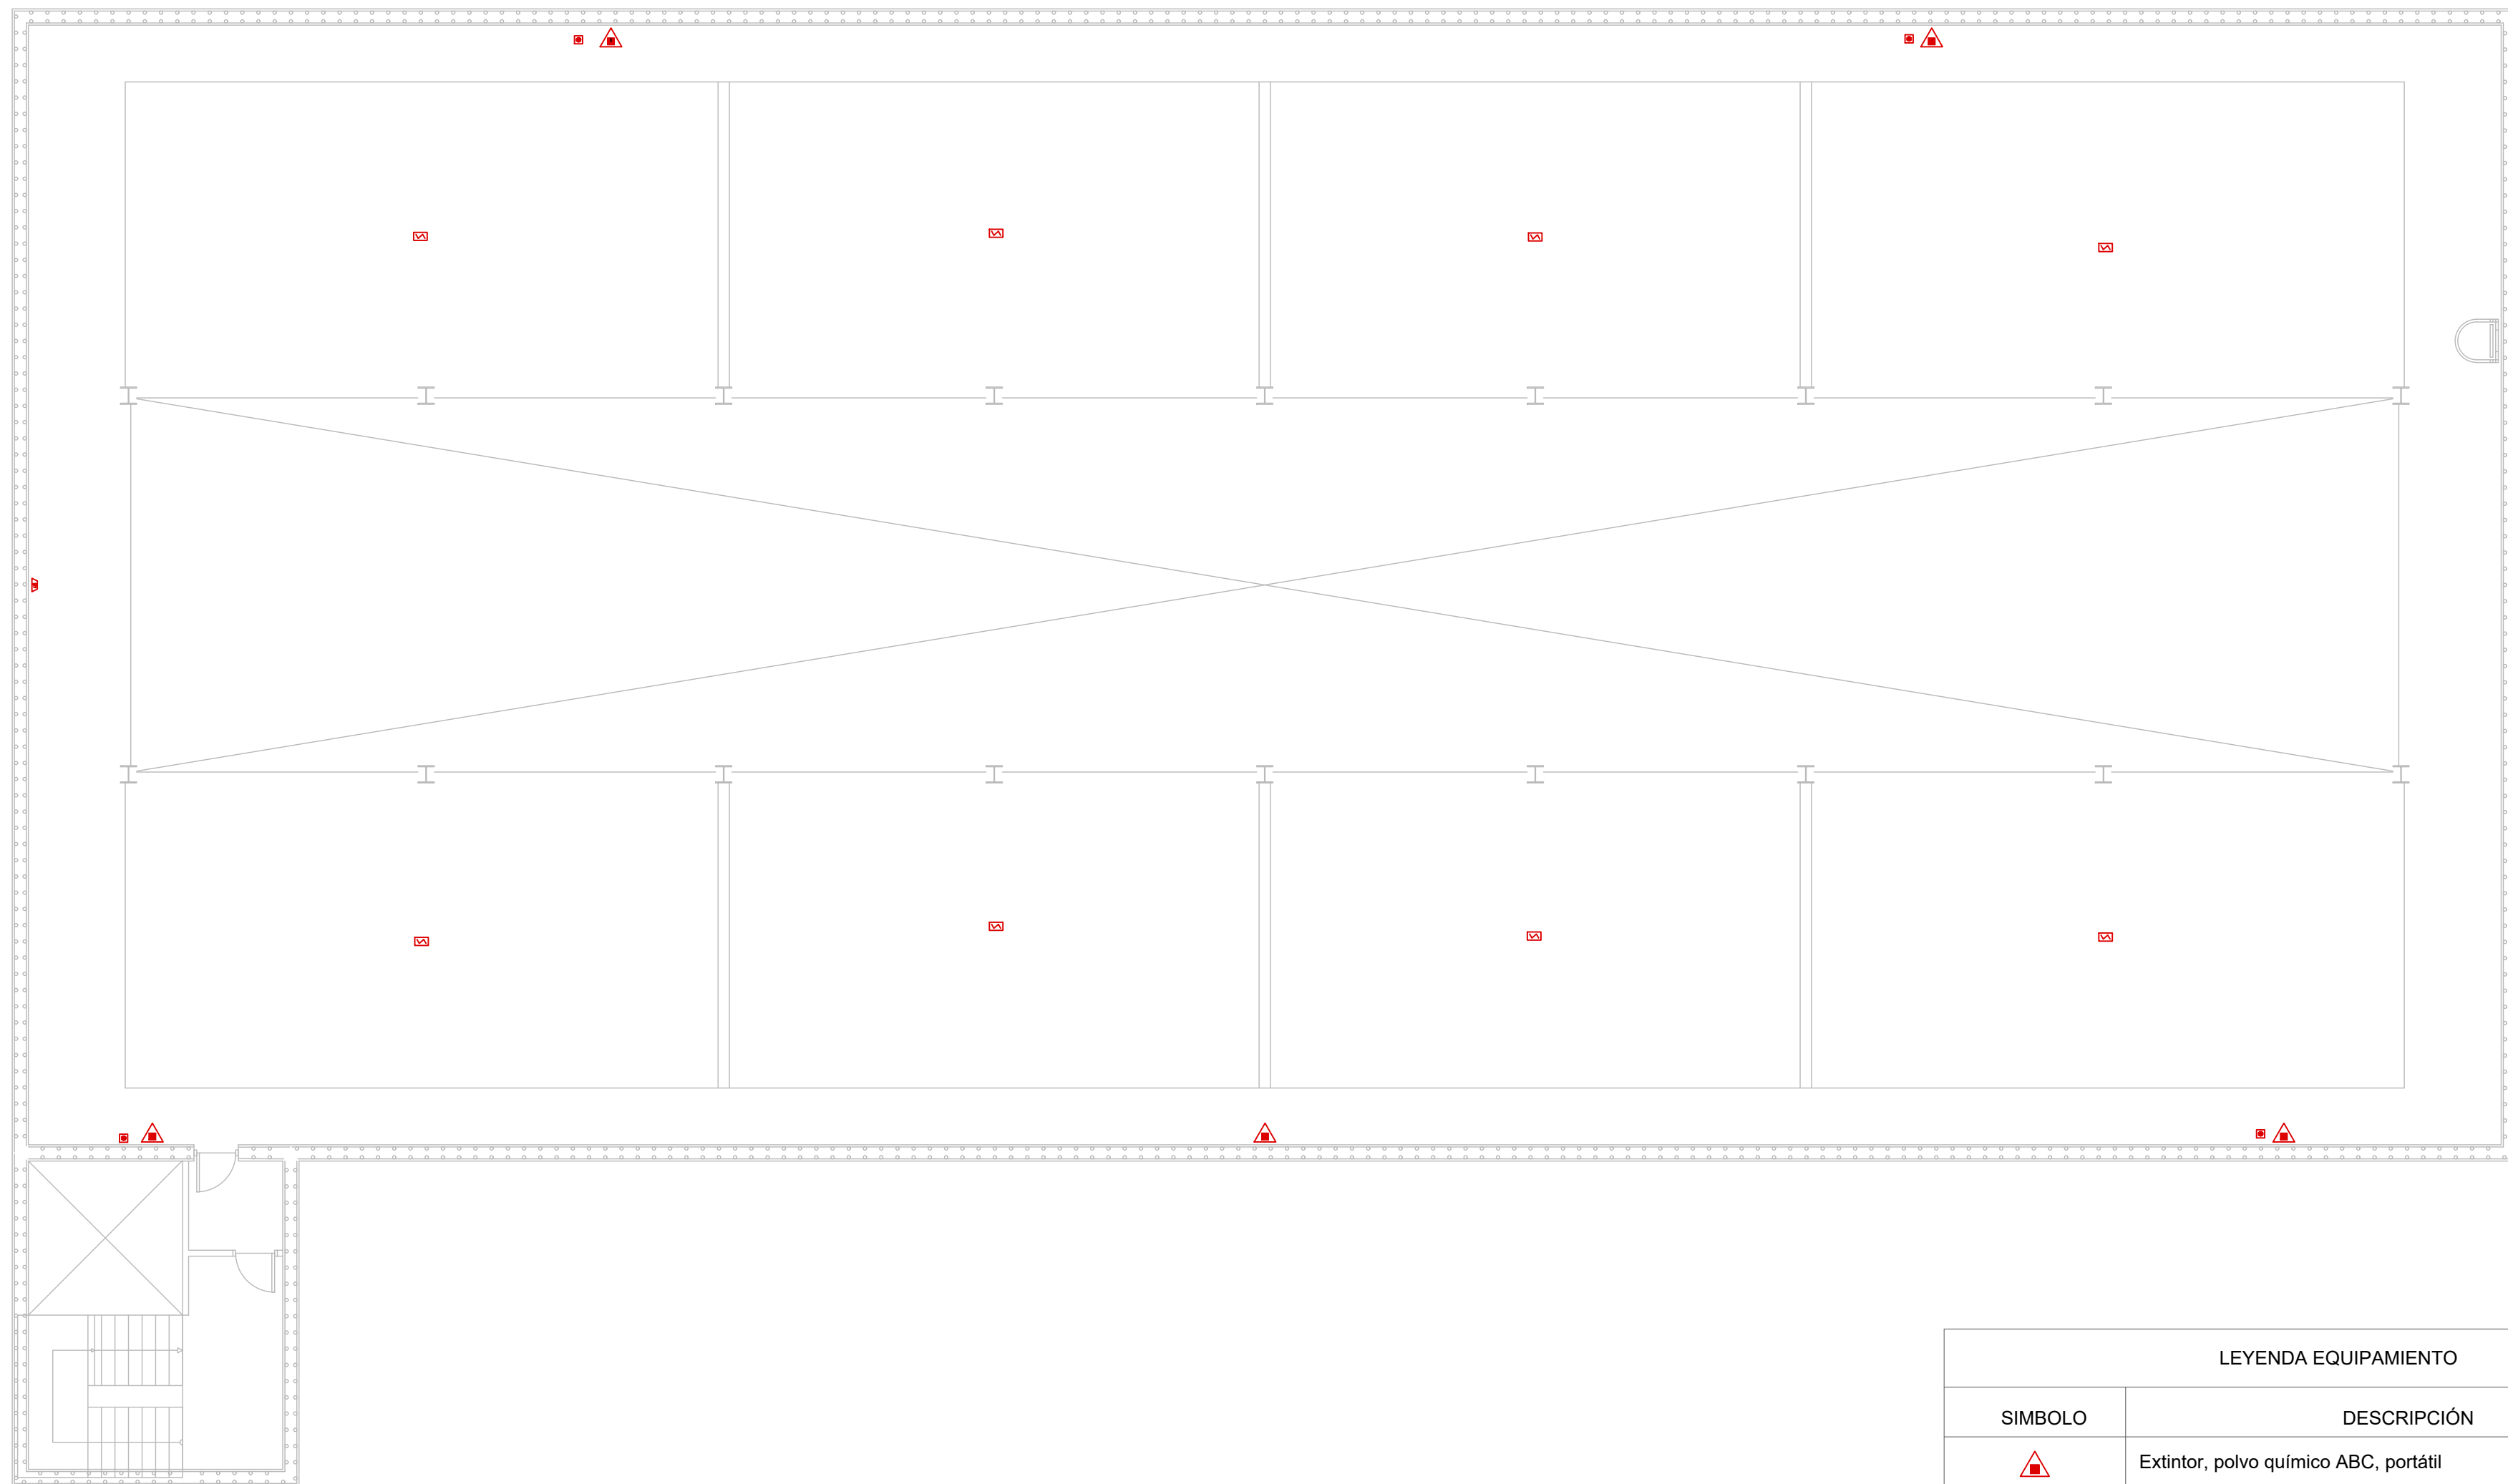 LEYENDA EQUIPAMIENTO
SIMBOLO
DESCRIPCIÓN
Extintor, polvo químico ABC, portátil